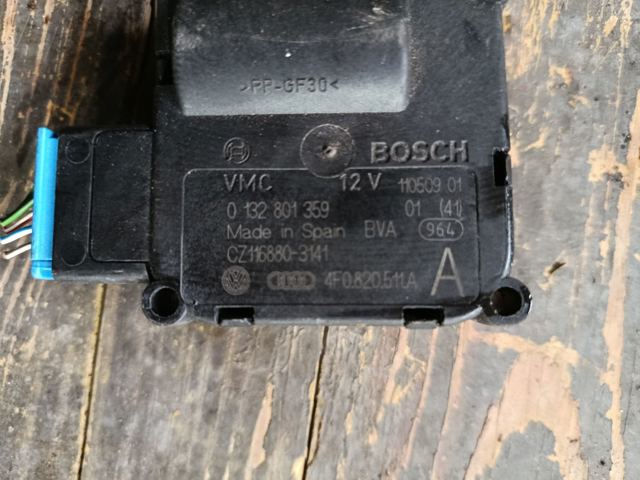 >PP-GF30<
BOSCH
VMC 12 V 110509 01
0 132 801 359 01 (41)
Made in Spain BVA 964
CZ116880-3141
4F0.820.511.A A